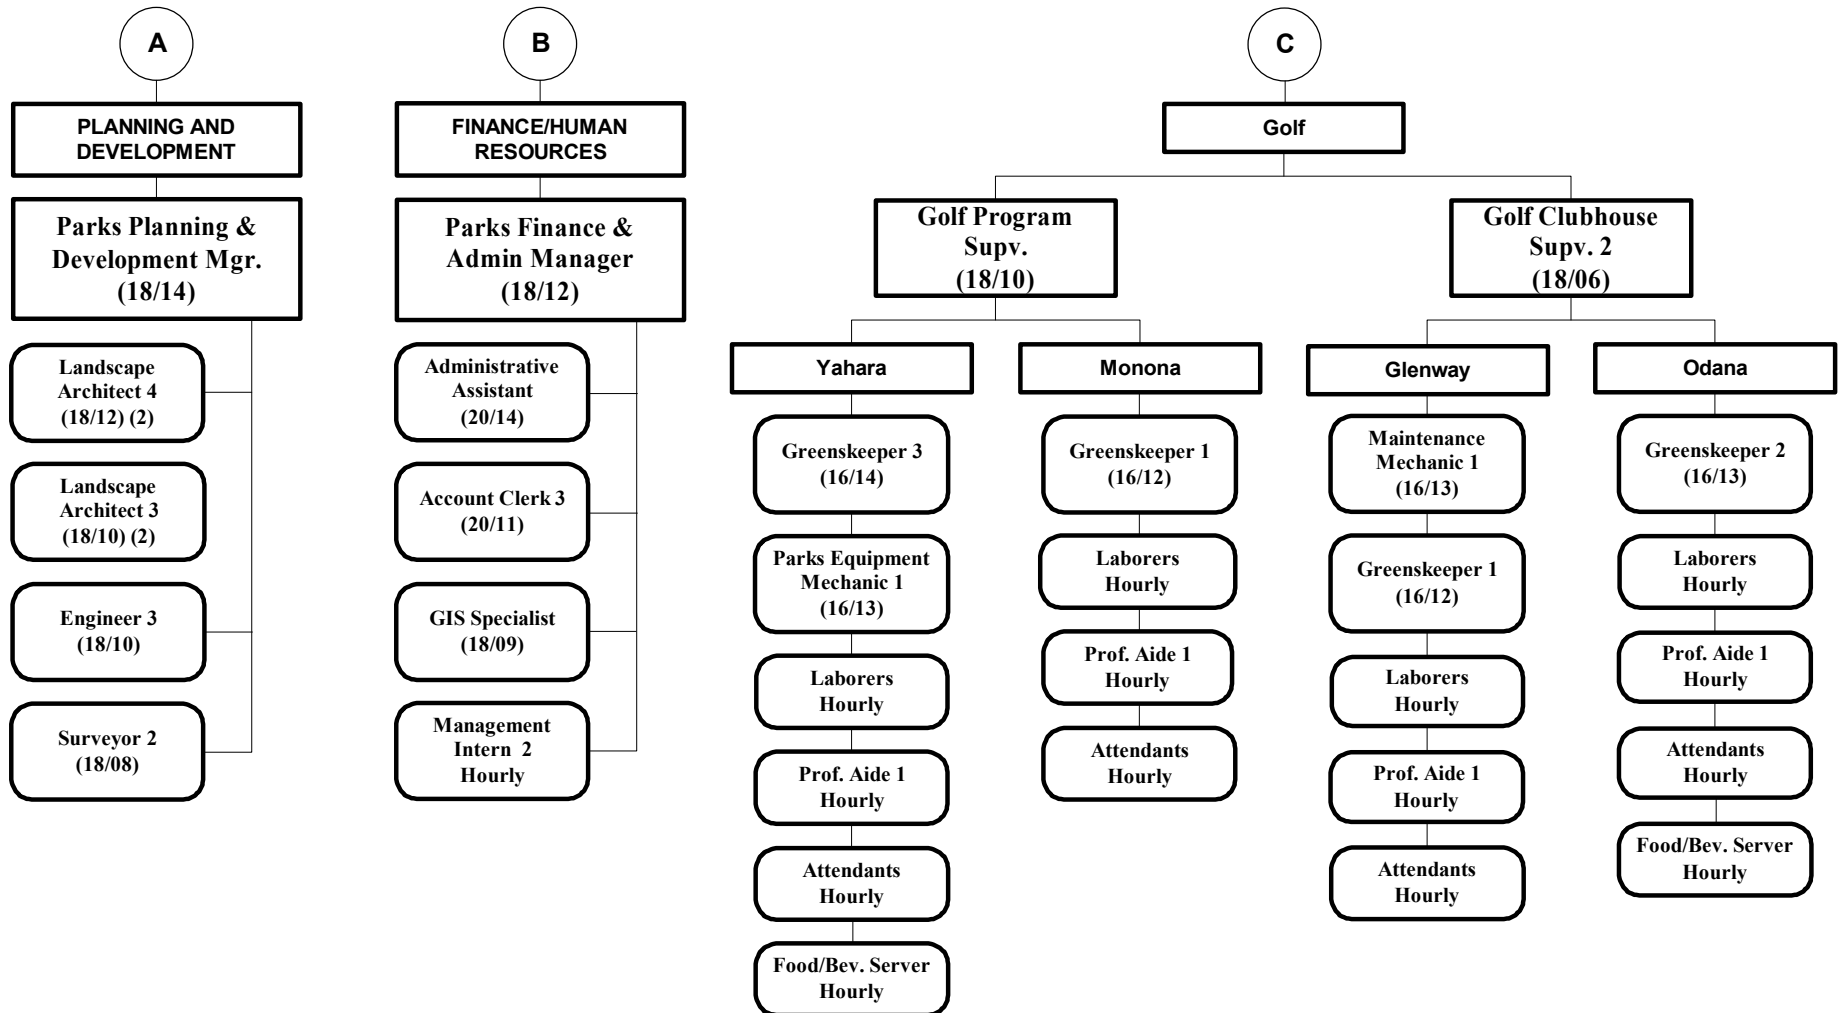 A
PLANNING AND
DEVELOPMENT
Parks Planning &
Development Mgr.
(18/14)
Landscape
Architect 4
(18/12) (2)
Landscape
Architect 3
(18/10) (2)
Engineer 3
(18/10)
Surveyor 2
(18/08)
B
FINANCE/HUMAN
RESOURCES
Parks Finance &
Admin Manager
(18/12)
Administrative
Assistant
(20/14)
Account Clerk 3
(20/11)
GIS Specialist
(18/09)
Management
Intern 2
Hourly
C
Golf
Golf Program
Supv.
(18/10)
Yahara
Greenskeeper 3
(16/14)
Parks Equipment
Mechanic 1
(16/13)
Laborers
Hourly
Prof. Aide 1
Hourly
Attendants
Hourly
Food/Bev. Server
Hourly
Monona
Greenskeeper 1
(16/12)
Laborers
Hourly
Prof. Aide 1
Hourly
Attendants
Hourly
Golf Clubhouse
Supv. 2
(18/06)
Glenway
Maintenance
Mechanic 1
(16/13)
Greenskeeper 1
(16/12)
Laborers
Hourly
Prof. Aide 1
Hourly
Attendants
Hourly
Odana
Greenskeeper 2
(16/13)
Laborers
Hourly
Prof. Aide 1
Hourly
Attendants
Hourly
Food/Bev. Server
Hourly